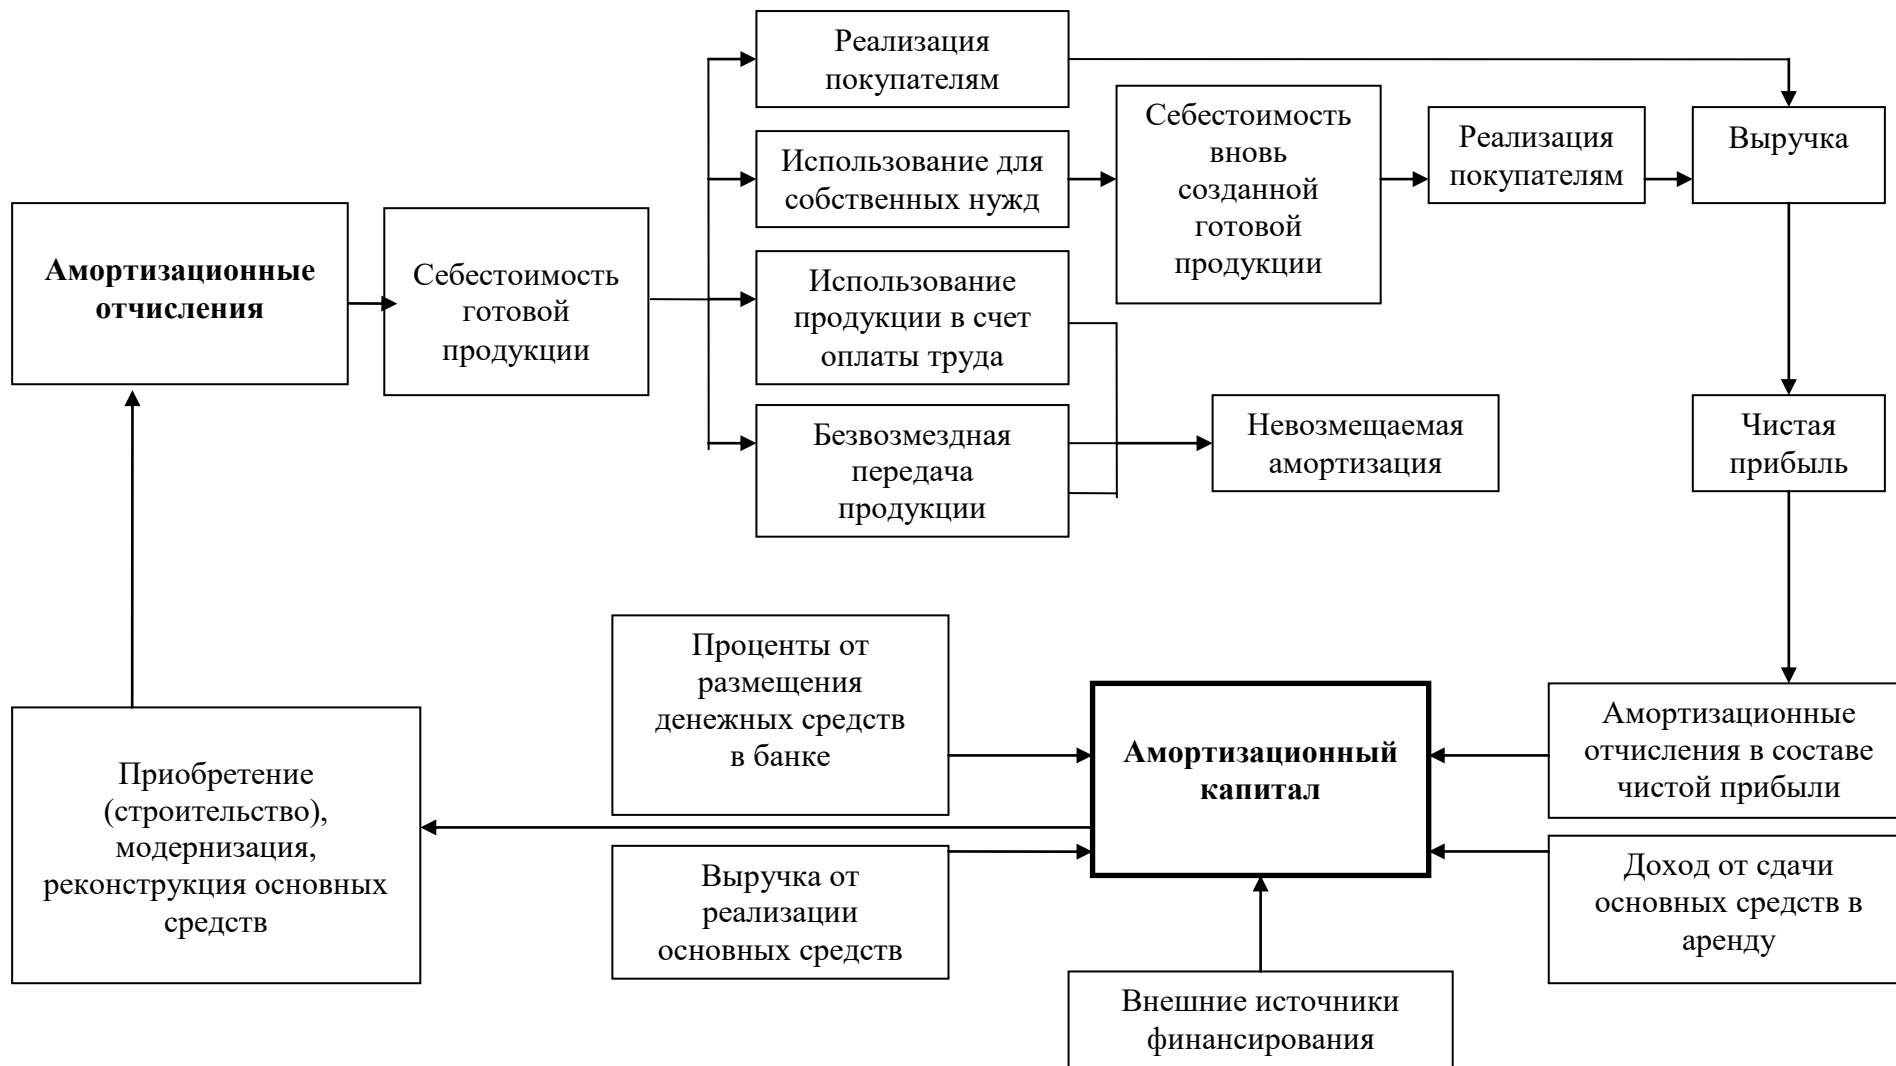 Реализация
покупателям
Использование для
собственных нужд
Себестоимость
вновь
созданной
готовой
продукции
Реализация
покупателям
Выручка
Амортизационные
отчисления
Себестоимость
готовой
продукции
Использование
продукции в счет
оплаты труда
Безвозмездная
передача
продукции
Невозмещаемая
амортизация
Чистая
прибыль
Проценты от
размещения
денежных средств
в банке
Амортизационный
капитал
Амортизационные
отчисления в составе
чистой прибыли
Приобретение
(строительство),
модернизация,
реконструкция основных
средств
Выручка от
реализации
основных средств
Доход от сдачи
основных средств в
аренду
Внешние источники
финансирования